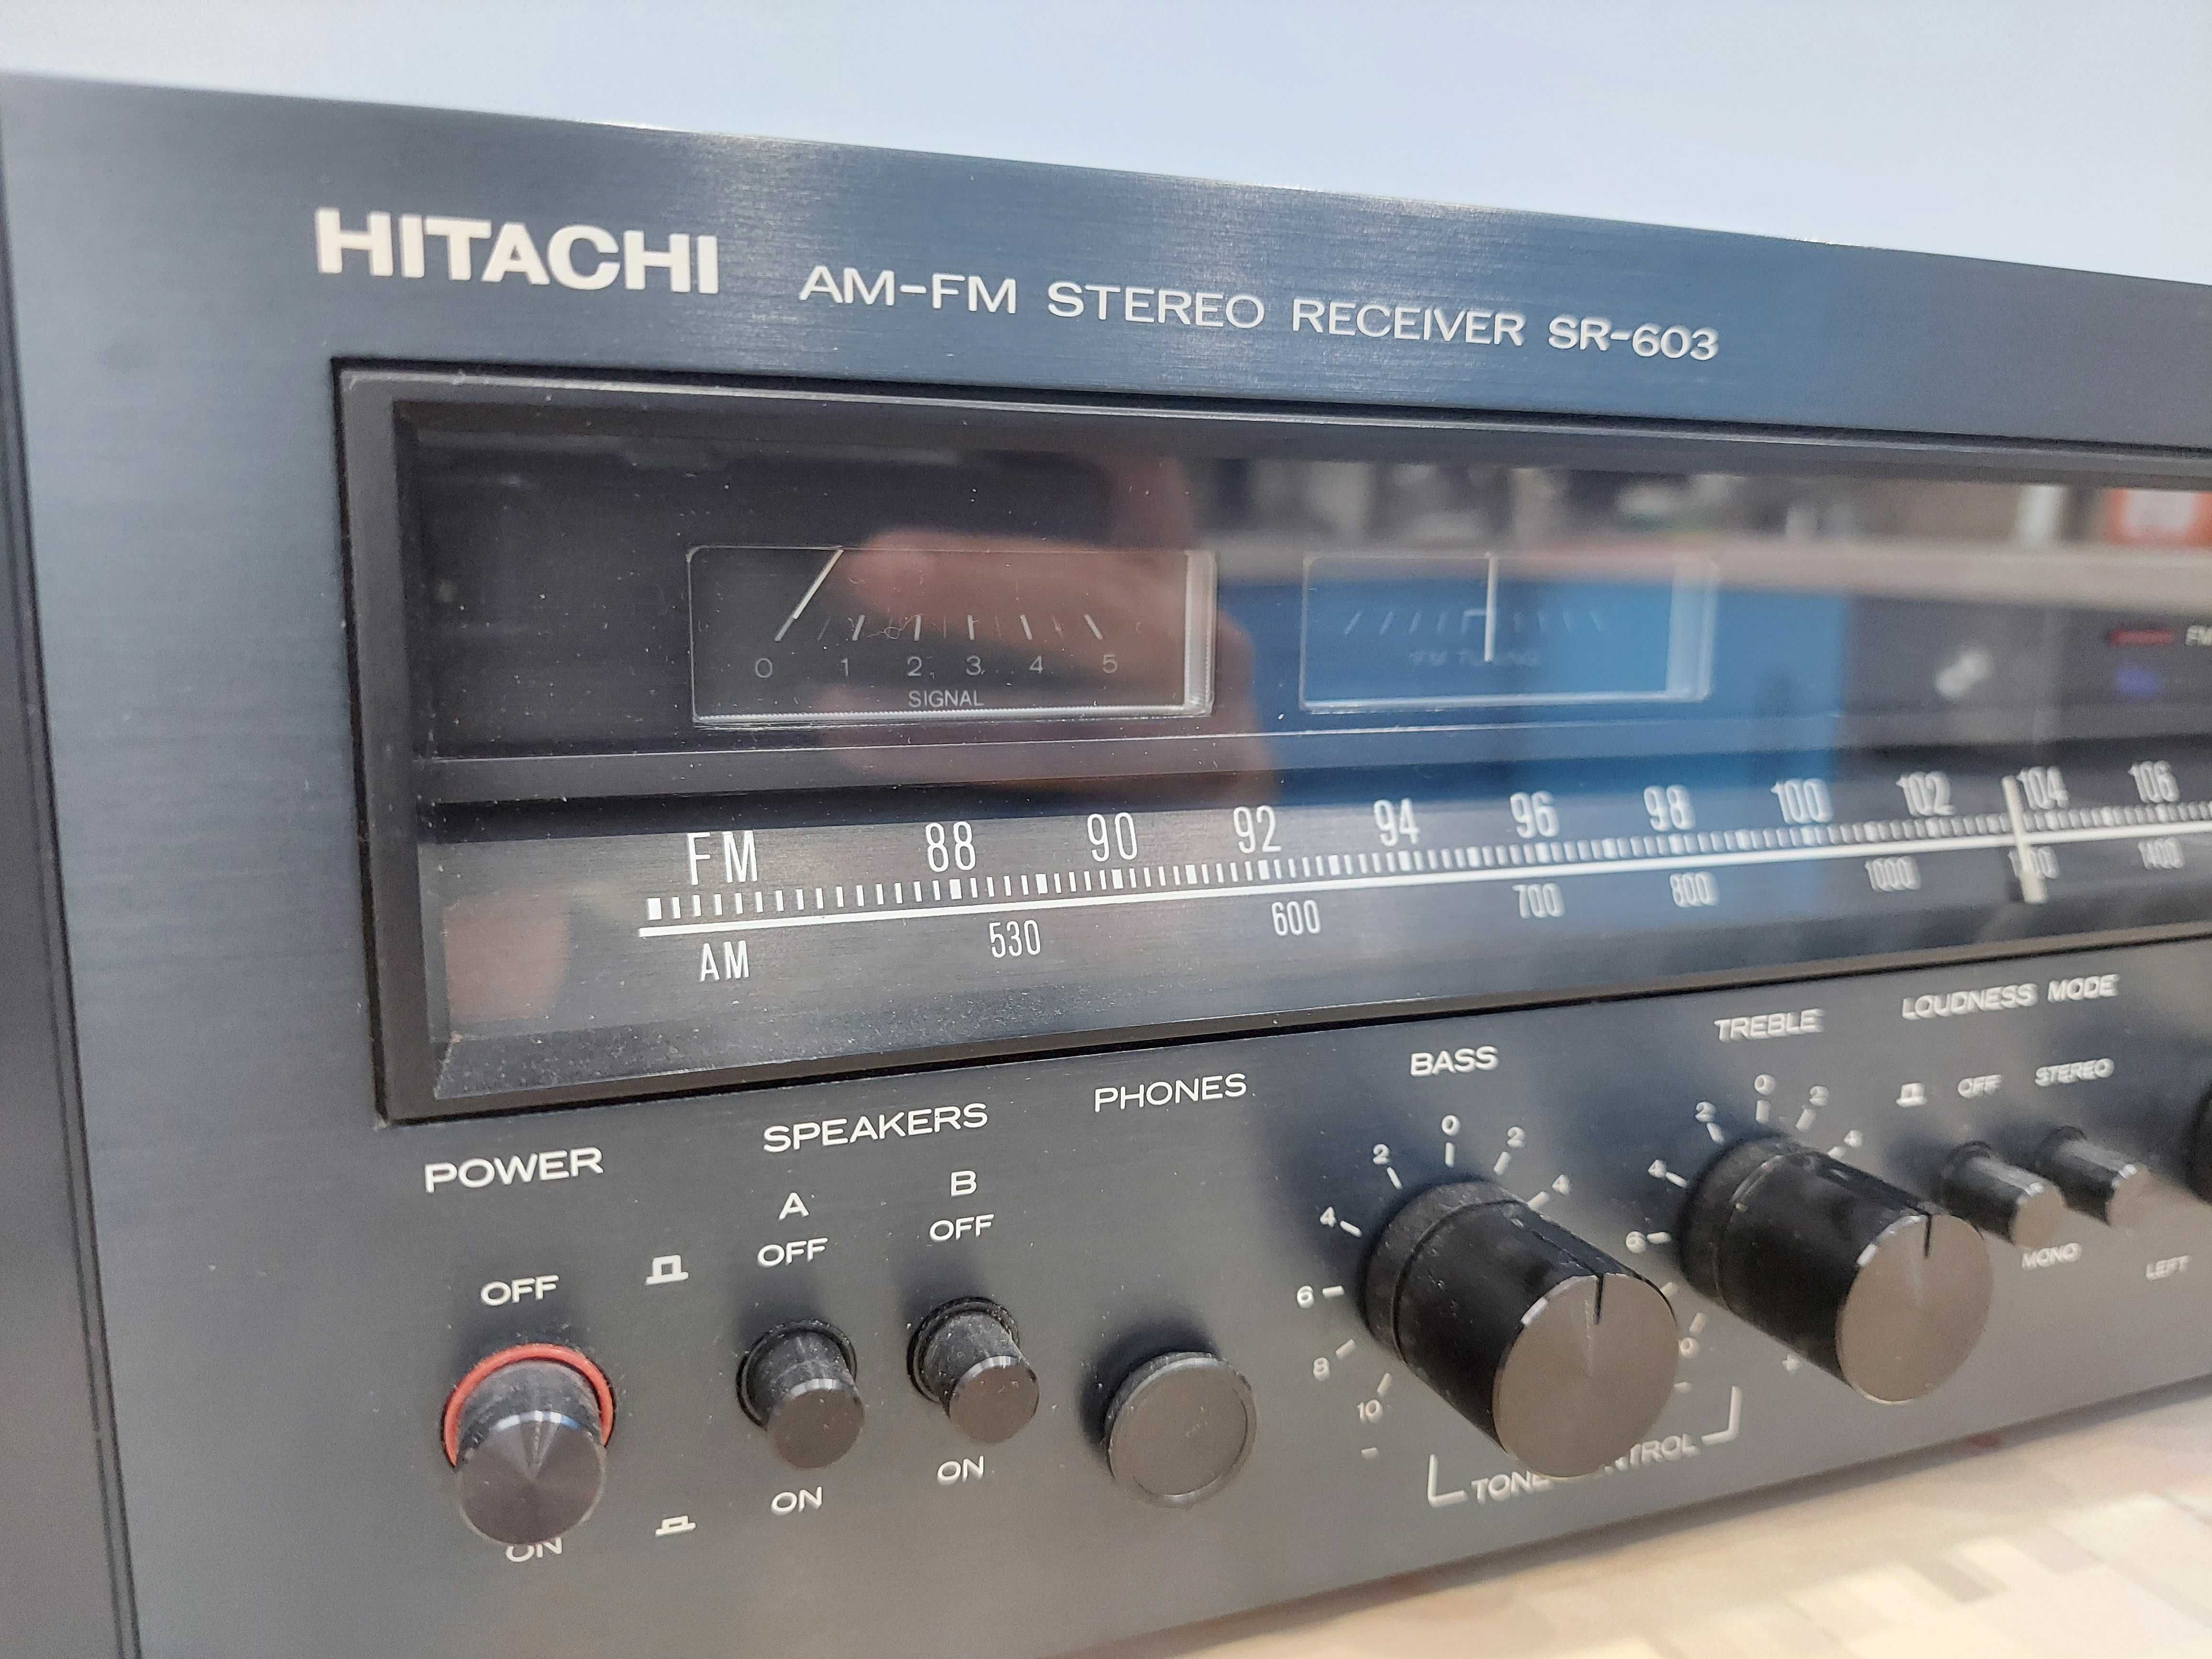 HITACHI AM-FM STEREO RECEIVER SR-603
0 1 2 3 4 5
SIGNAL
FM TUNING
FM
FM 88 90 92 94 96 98 100 102 104 106
AM 530 600 700 800 1000 1400
POWER
OFF
ON
SPEAKERS
A
OFF
ON
B
OFF
ON
PHONES
BASS
0 2 2 4 4 6 8 10
TREBLE
0 2 2 4 4 6
TONE CONTROL
LOUDNESS MODE
OFF STEREO
MONO LEFT